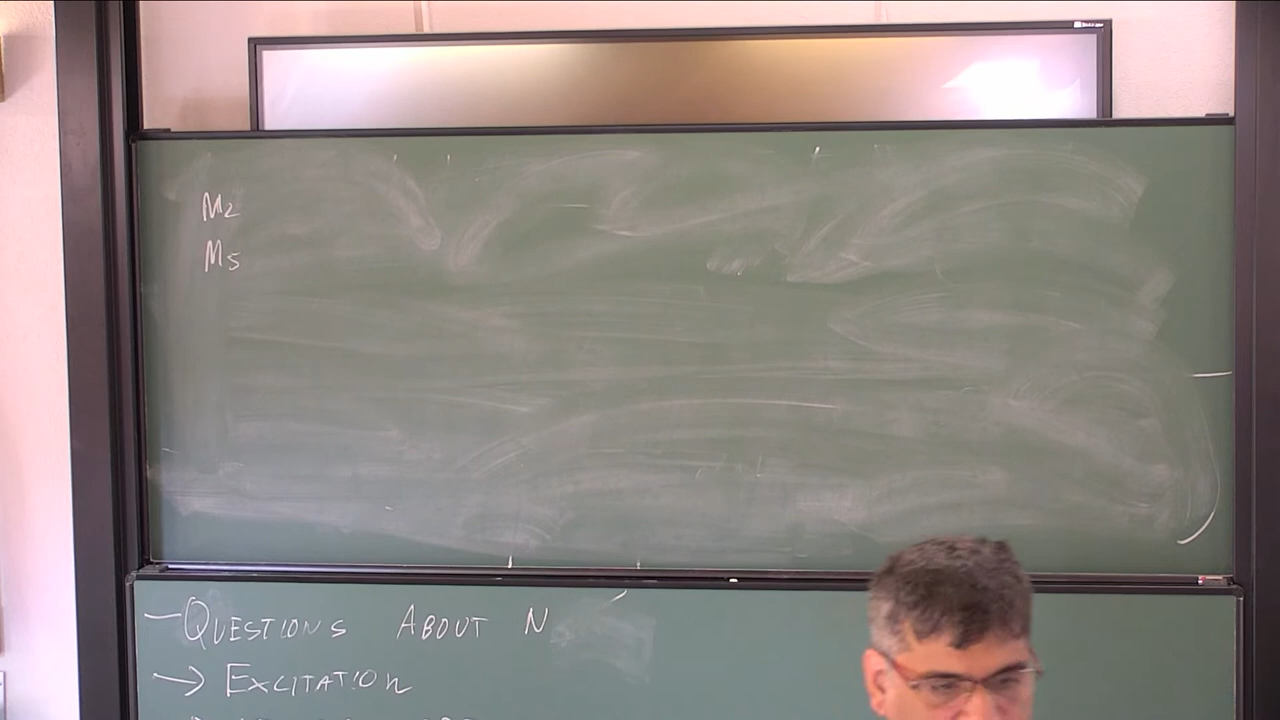 M2
M5
- QUESTIONS ABOUT N
→ EXCITATION